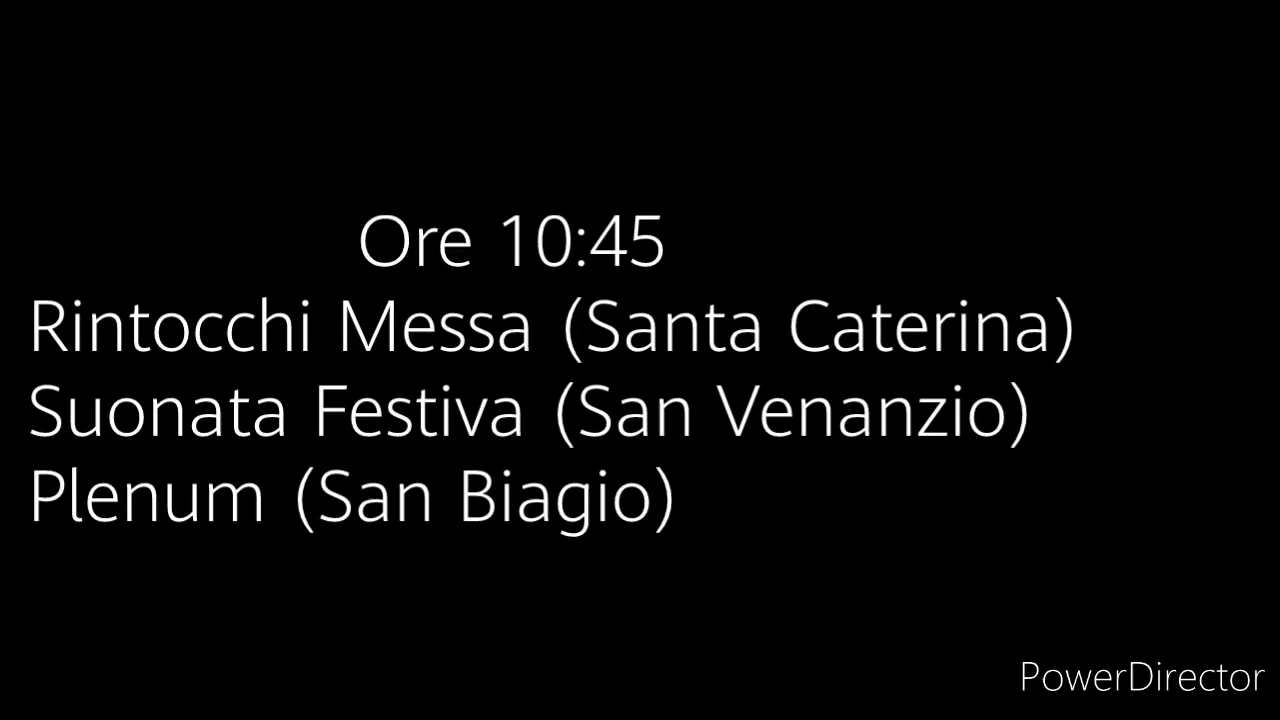 Ore 10:45
Rintocchi Messa (Santa Caterina)
Suonata Festiva (San Venanzio)
Plenum (San Biagio)
PowerDirector